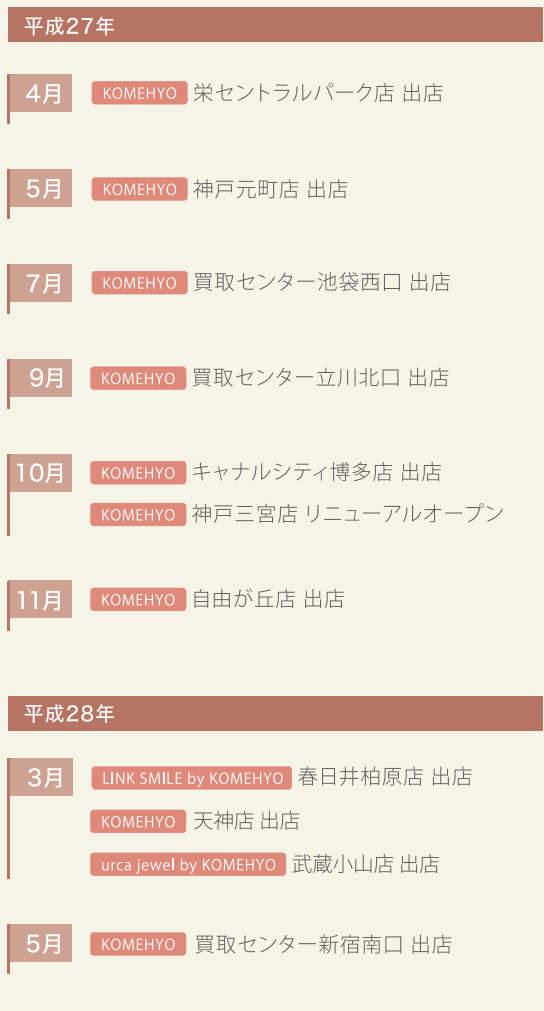 平成27年
4月 KOMEHYO 栄セントラルパーク店 出店
5月 KOMEHYO 神戸元町店 出店
7月 KOMEHYO 買取センター池袋西口 出店
9月 KOMEHYO 買取センター立川北口 出店
10月 KOMEHYO キャナルシティ博多店 出店
KOMEHYO 神戸三宮店 リニューアルオープン
11月 KOMEHYO 自由が丘店 出店
平成28年
3月 LINK SMILE by KOMEHYO 春日井柏原店 出店
KOMEHYO 天神店 出店
urca jewel by KOMEHYO 武蔵小山店 出店
5月 KOMEHYO 買取センター新宿南口 出店